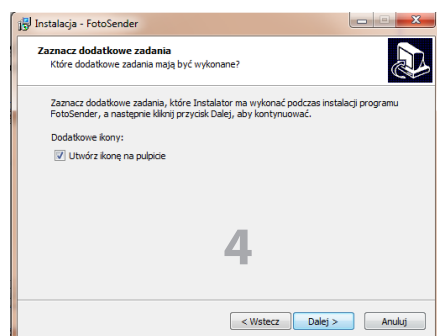 Instalacja - FotoSender
Zaznacz dodatkowe zadania
Które dodatkowe zadania mają być wykonane?
Zaznacz dodatkowe zadania, które Instalator ma wykonać podczas instalacji programu
FotoSender, a następnie kliknij przycisk Dalej, aby kontynuować.
Dodatkowe ikony:
Utwórz ikonę na pulpicie
4
< Wstecz Dalej > Anuluj